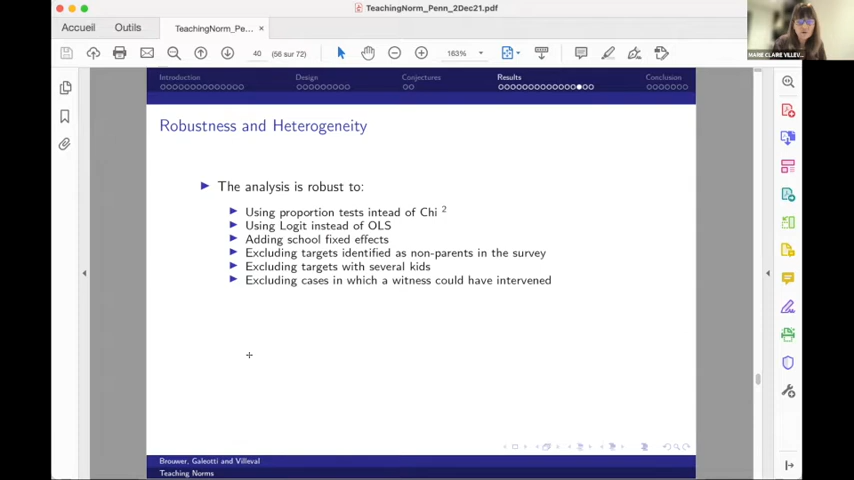 TeachingNorm_Penn_2Dec21.pdf
Accueil Outils TeachingNorm_Pe... ×
40 (56 sur 72) 163%
MARIE CLAIRE VILLEV...
Introduction Design Conjectures Results Conclusion
Robustness and Heterogeneity
The analysis is robust to:
Using proportion tests intead of Chi 2
Using Logit instead of OLS
Adding school fixed effects
Excluding targets identified as non-parents in the survey
Excluding targets with several kids
Excluding cases in which a witness could have intervened
Brouwer, Galeotti and Villeval
Teaching Norms